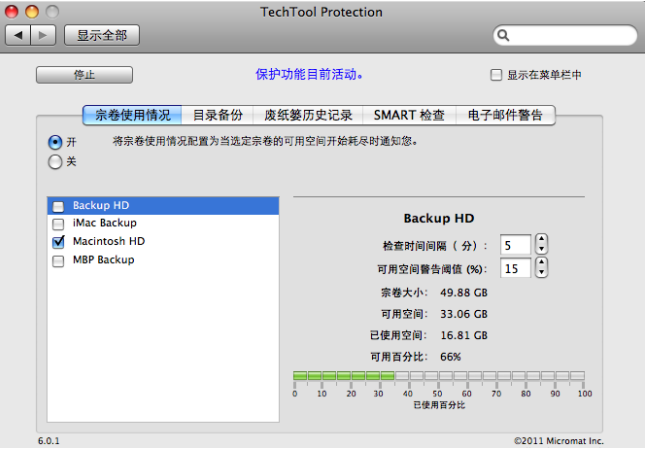 TechTool Protection
显示全部
停止
保护功能目前活动。
显示在菜单栏中
宗卷使用情况 目录备份 废纸篓历史记录 SMART 检查 电子邮件警告
开 将宗卷使用情况配置为当选定宗卷的可用空间开始耗尽时通知您。
关
Backup HD
iMac Backup
Macintosh HD
MBP Backup
Backup HD
检查时间间隔（ 分）: 5
可用空间警告阈值 (%): 15
宗卷大小: 49.88 GB
可用空间: 33.06 GB
已使用空间: 16.81 GB
可用百分比: 66%
0 10 20 30 40 50 60 70 80 90 100
已使用百分比
6.0.1
©2011 Micromat Inc.